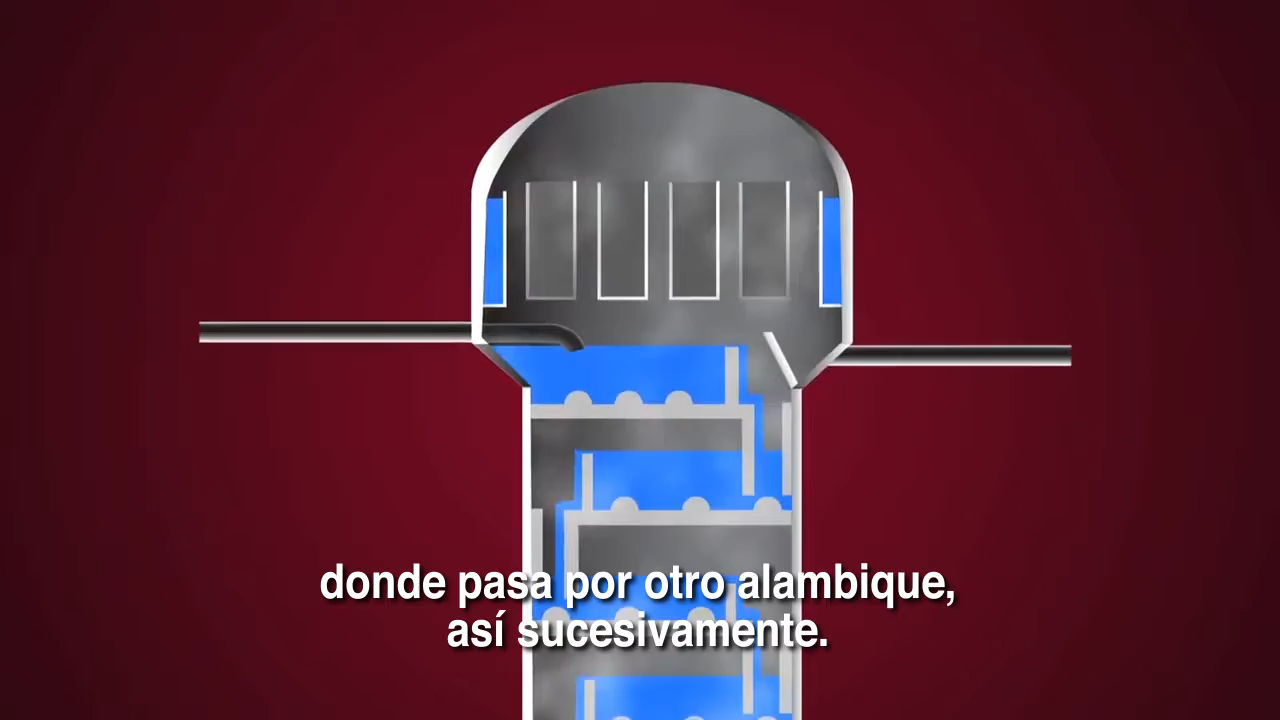 donde pasa por otro alambique,
así sucesivamente.